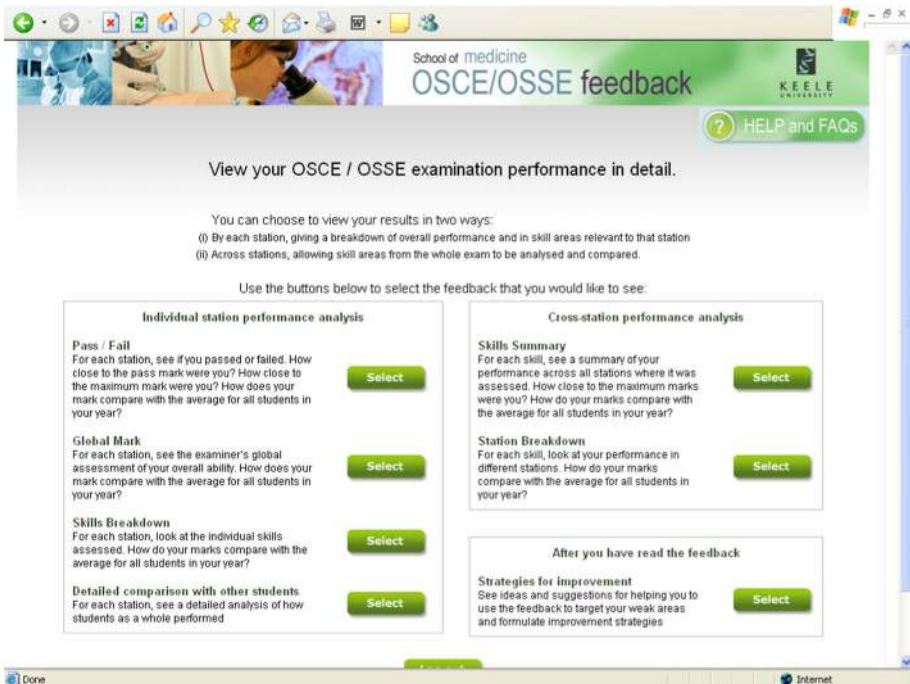 School of medicine
OSCE/OSSE feedback
KEELE
UNIVERSITY
? HELP and FAQs
View your OSCE / OSSE examination performance in detail.
You can choose to view your results in two ways:
(i) By each station, giving a breakdown of overall performance and in skill areas relevant to that station
(ii) Across stations, allowing skill areas from the whole exam to be analysed and compared.
Use the buttons below to select the feedback that you would like to see:
Individual station performance analysis
Pass / Fail
For each station, see if you passed or failed. How
close to the pass mark were you? How close to
the maximum mark were you? How does your
mark compare with the average for all students in
your year?
Select
Global Mark
For each station, see the examiner's global
assessment of your overall ability. How does your
mark compare with the average for all students in
your year?
Select
Skills Breakdown
For each station, look at the individual skills
assessed. How do your marks compare with the
average for all students in your year?
Select
Detailed comparison with other students
For each station, see a detailed analysis of how
students as a whole performed
Select
Cross-station performance analysis
Skills Summary
For each skill, see a summary of your
performance across all stations where it was
assessed. How close to the maximum marks
were you? How do your marks compare with
the average for all students in your year?
Select
Station Breakdown
For each skill, look at your performance in
different stations. How do your marks
compare with the average for all students in
your year?
Select
After you have read the feedback
Strategies for improvement
See ideas and suggestions for helping you to
use the feedback to target your weak areas
and formulate improvement strategies
Select
Done
Internet